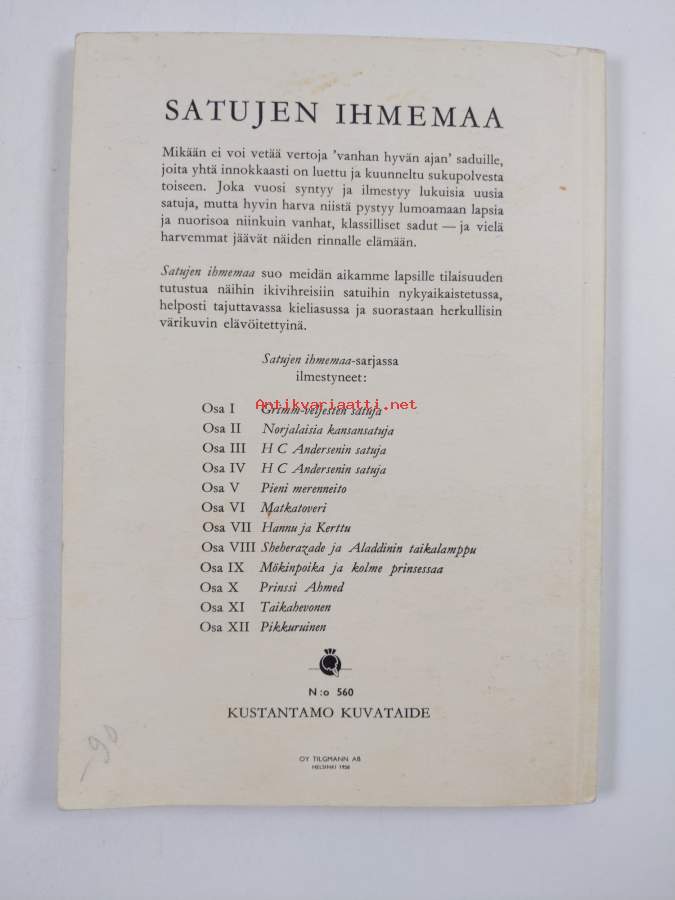 SATUJEN IHMEMAA
Mikään ei voi vetää vertoja 'vanhan hyvän ajan' saduille,
joita yhtä innokkaasti on luettu ja kuunneltu sukupolvesta
toiseen. Joka vuosi syntyy ja ilmestyy lukuisia uusia
satuja, mutta hyvin harva niistä pystyy lumoamaan lapsia
ja nuorisoa niinkuin vanhat, klassilliset sadut — ja vielä
harvemmat jäävät näiden rinnalle elämään.
Satujen ihmemaa suo meidän aikamme lapsille tilaisuuden
tutustua näihin ikivihreisiin satuihin nykyaikaistetussa,
helposti tajuttavassa kieliasussa ja suorastaan herkullisin
värikuvin elävöitettyinä.
Satujen ihmemaa-sarjassa
ilmestyneet:
Antikvariaatti.net
Osa I Grimm-veljesten satuja
Osa II Norjalaisia kansansatuja
Osa III H C Andersenin satuja
Osa IV H C Andersenin satuja
Osa V Pieni merenneito
Osa VI Matkatoveri
Osa VII Hannu ja Kerttu
Osa VIII Sheherazade ja Aladdinin taikalamppu
Osa IX Mökinpoika ja kolme prinsessaa
Osa X Prinssi Ahmed
Osa XI Taikahevonen
Osa XII Pikkuruinen
N:o 560
KUSTANTAMO KUVATAIDE
-90
OY TILGMANN AB
HELSINKI 1958